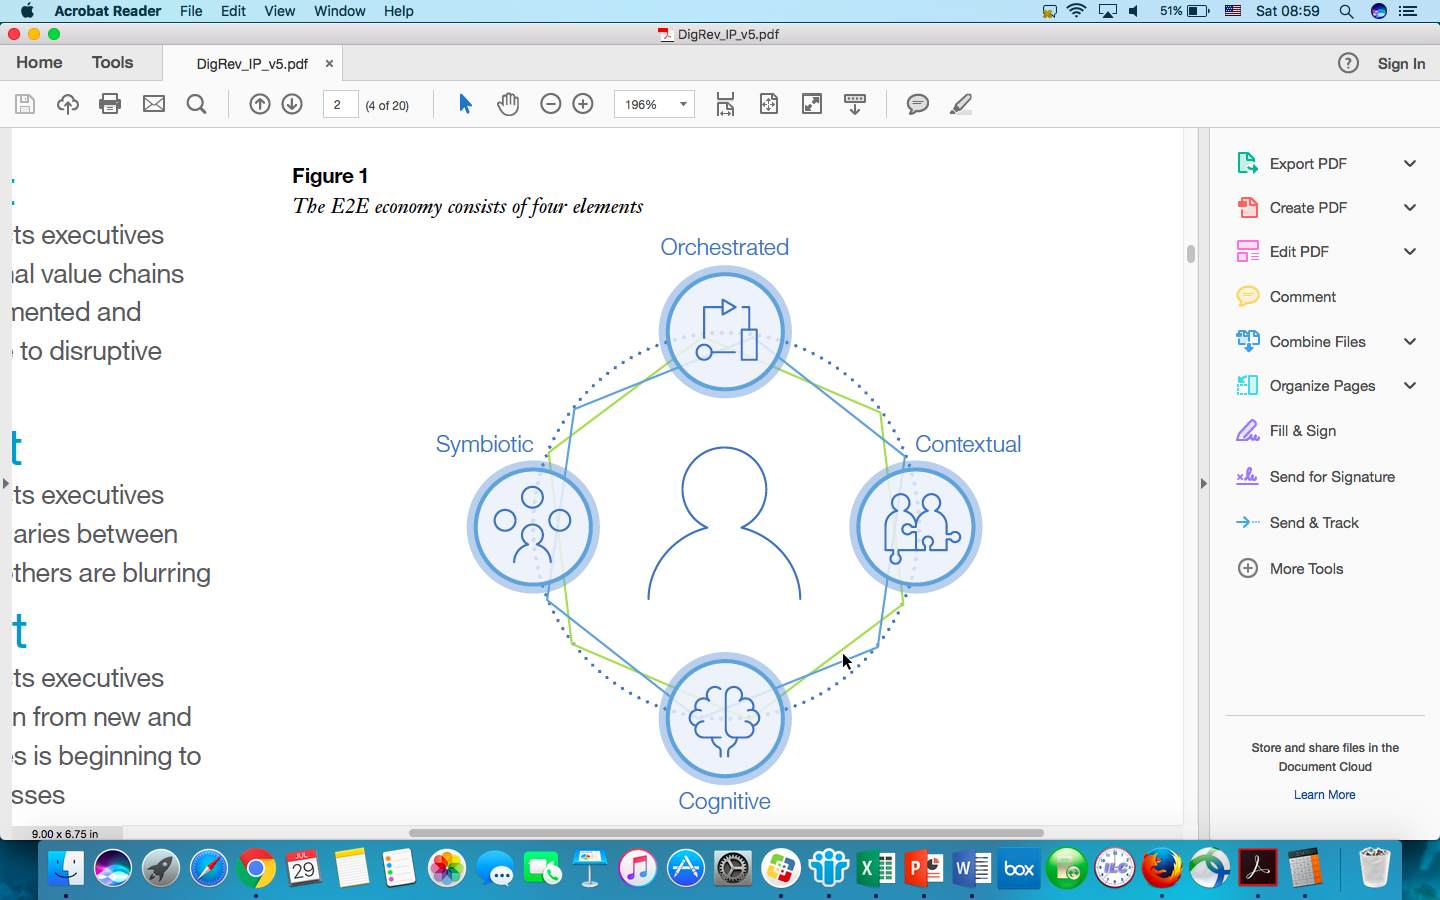 Acrobat Reader File Edit View Window Help 51% Sat 08:59
DigRev_IP_v5.pdf
Home Tools DigRev_IP_v5.pdf × ? Sign In
2 (4 of 20) 196%
Figure 1
The E2E economy consists of four elements
Orchestrated
Symbiotic
Contextual
Cognitive
t
ts executives
nal value chains
mented and
to disruptive
t
ts executives
aries between
thers are blurring
t
ts executives
n from new and
s is beginning to
sses
9.00 x 6.75 in
Export PDF
Create PDF
Edit PDF
Comment
Combine Files
Organize Pages
Fill & Sign
Send for Signature
Send & Track
More Tools
Store and share files in the
Document Cloud
Learn More
JUL
29
X P W box ILC